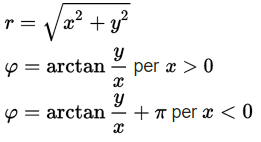 r = √(x² + y²)
φ = arctan y/x per x > 0
φ = arctan y/x + π per x < 0